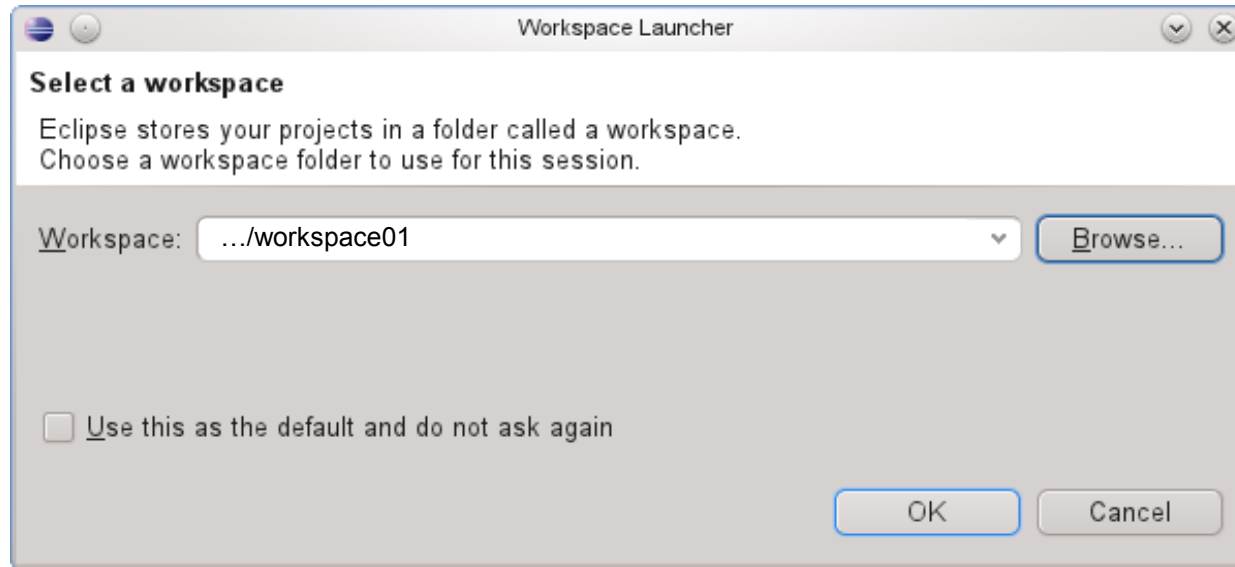 Workspace Launcher
Select a workspace
Eclipse stores your projects in a folder called a workspace.
Choose a workspace folder to use for this session.
Workspace: …/workspace01 Browse...
Use this as the default and do not ask again
OK Cancel